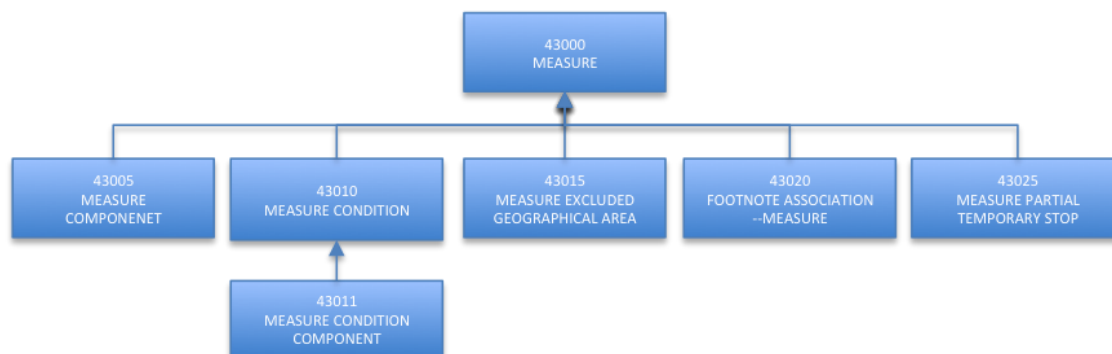 43000
MEASURE
43005
MEASURE
COMPONENET
43010
MEASURE CONDITION
43015
MEASURE EXCLUDED
GEOGRAPHICAL AREA
43020
FOOTNOTE ASSOCIATION
--MEASURE
43025
MEASURE PARTIAL
TEMPORARY STOP
43011
MEASURE CONDITION
COMPONENT